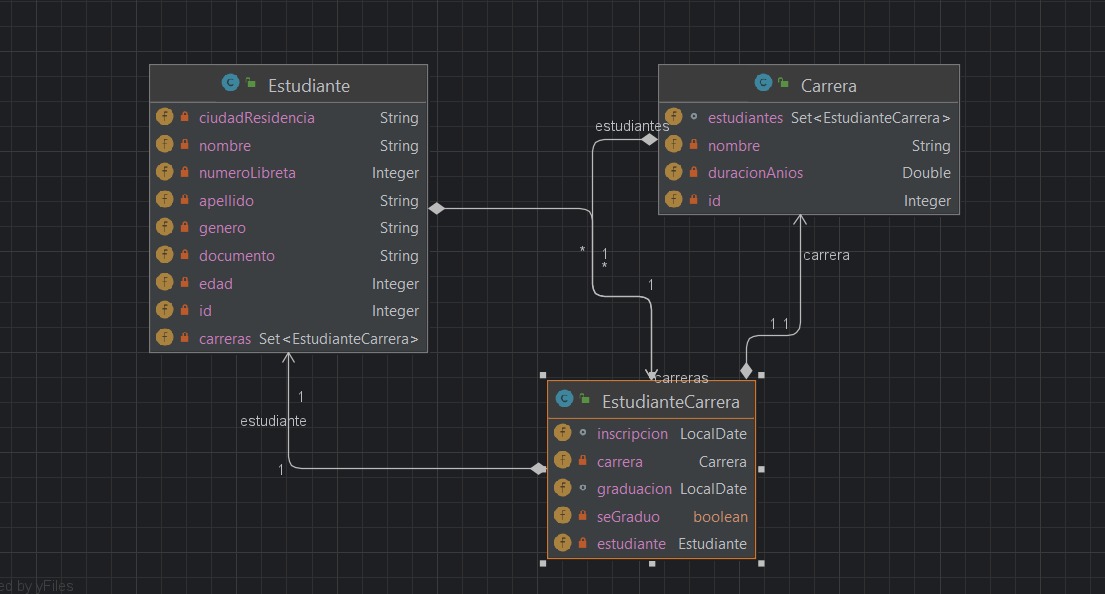 Estudiante
ciudadResidencia String
nombre String
numeroLibreta Integer
apellido String
genero String
documento String
edad Integer
id Integer
carreras Set<EstudianteCarrera>
Carrera
estudiantes Set<EstudianteCarrera>
nombre String
duracionAnios Double
id Integer
estudiantes
*
1
*
1
carrera
1 1
carreras
1
estudiante
1
EstudianteCarrera
inscripcion LocalDate
carrera Carrera
graduacion LocalDate
seGraduo boolean
estudiante Estudiante
ed by yFiles